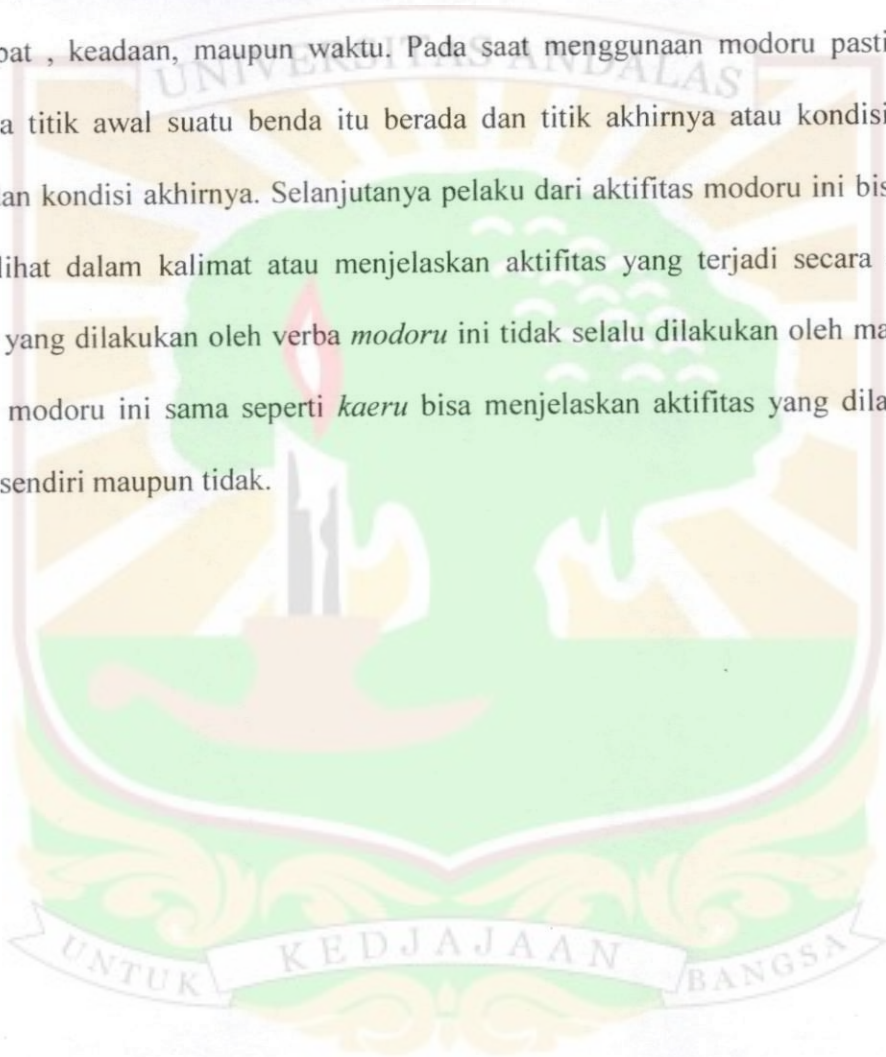 pat , keadaan, maupun waktu. Pada saat menggunaan modoru pasti
UNIVERSITAS ANDALAS
a titik awal suatu benda itu berada dan titik akhirnya atau kondisi
an kondisi akhirnya. Selanjutanya pelaku dari aktifitas modoru ini bis
lihat dalam kalimat atau menjelaskan aktifitas yang terjadi secara
yang dilakukan oleh verba modoru ini tidak selalu dilakukan oleh ma
modoru ini sama seperti kaeru bisa menjelaskan aktifitas yang dila
sendiri maupun tidak.
UNTUK KEDJAJAAN BANGSA